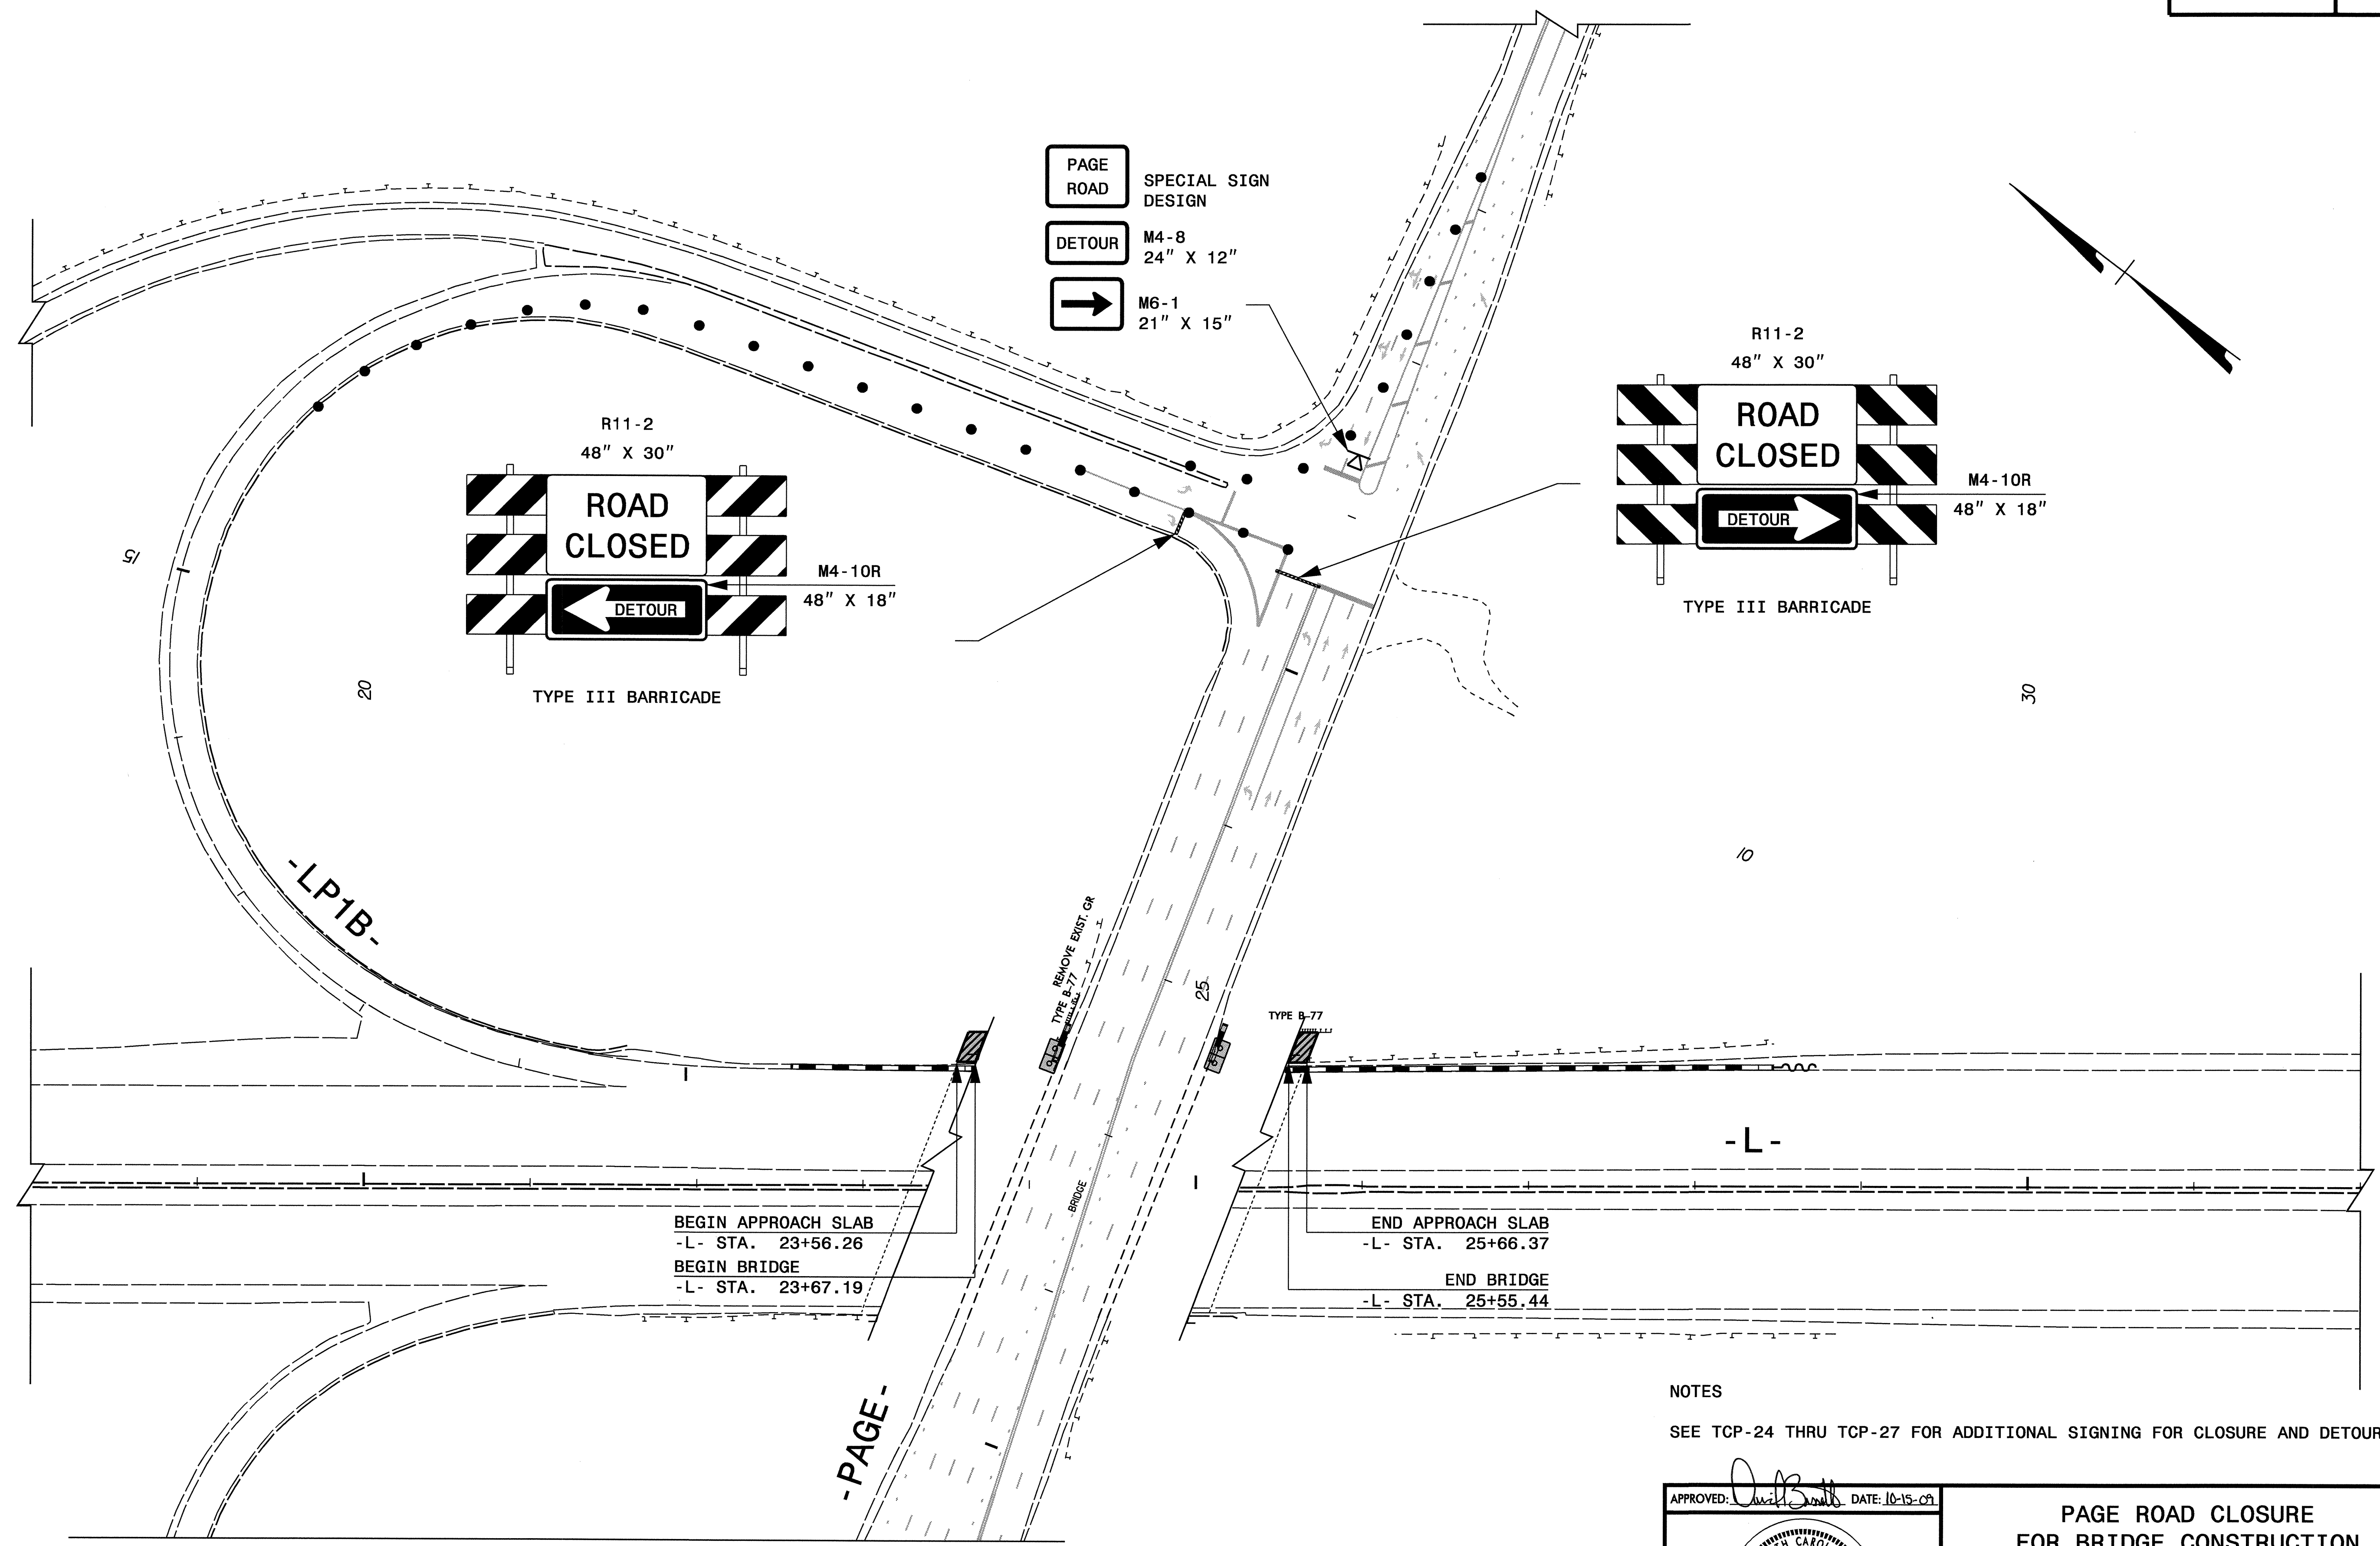 PAGE
ROAD
SPECIAL SIGN
DESIGN
DETOUR
M4-8
24" X 12"
M6-1
21" X 15"
R11-2
48" X 30"
ROAD
CLOSED
DETOUR
M4-10R
48" X 18"
TYPE III BARRICADE
R11-2
48" X 30"
ROAD
CLOSED
DETOUR
M4-10R
48" X 18"
TYPE III BARRICADE
15
20
30
10
25
-LP1B-
REMOVE EXIST. GR
TYPE B-77
TYPE B-77
-L-
BRIDGE
BEGIN APPROACH SLAB
-L- STA. 23+56.26
BEGIN BRIDGE
-L- STA. 23+67.19
END APPROACH SLAB
-L- STA. 25+66.37
END BRIDGE
-L- STA. 25+55.44
-PAGE-
NOTES
SEE TCP-24 THRU TCP-27 FOR ADDITIONAL SIGNING FOR CLOSURE AND DETOUR
APPROVED: DATE: 10-15-09
H CARO
PAGE ROAD CLOSURE
FOR BRIDGE CONSTRUCTION